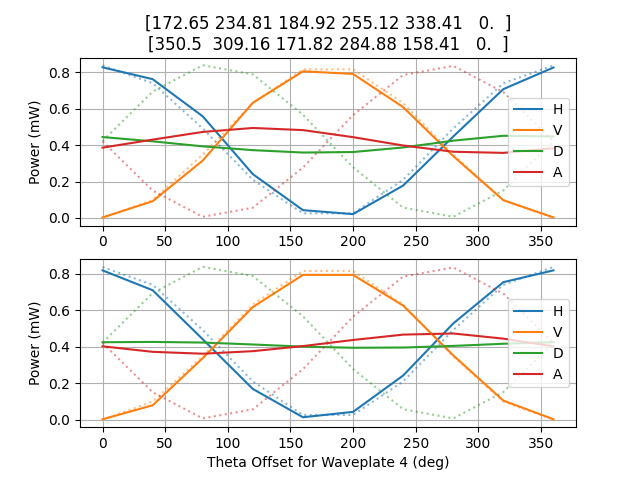 [172.65 234.81 184.92 255.12 338.41   0.  ]
[350.5  309.16 171.82 284.88 158.41   0.  ]
0.8
0.6
0.4
0.2
0.0
Power (mW)
H
V
D
A
0 50 100 150 200 250 300 350
0.8
0.6
0.4
0.2
0.0
Power (mW)
H
V
D
A
0 50 100 150 200 250 300 350
Theta Offset for Waveplate 4 (deg)